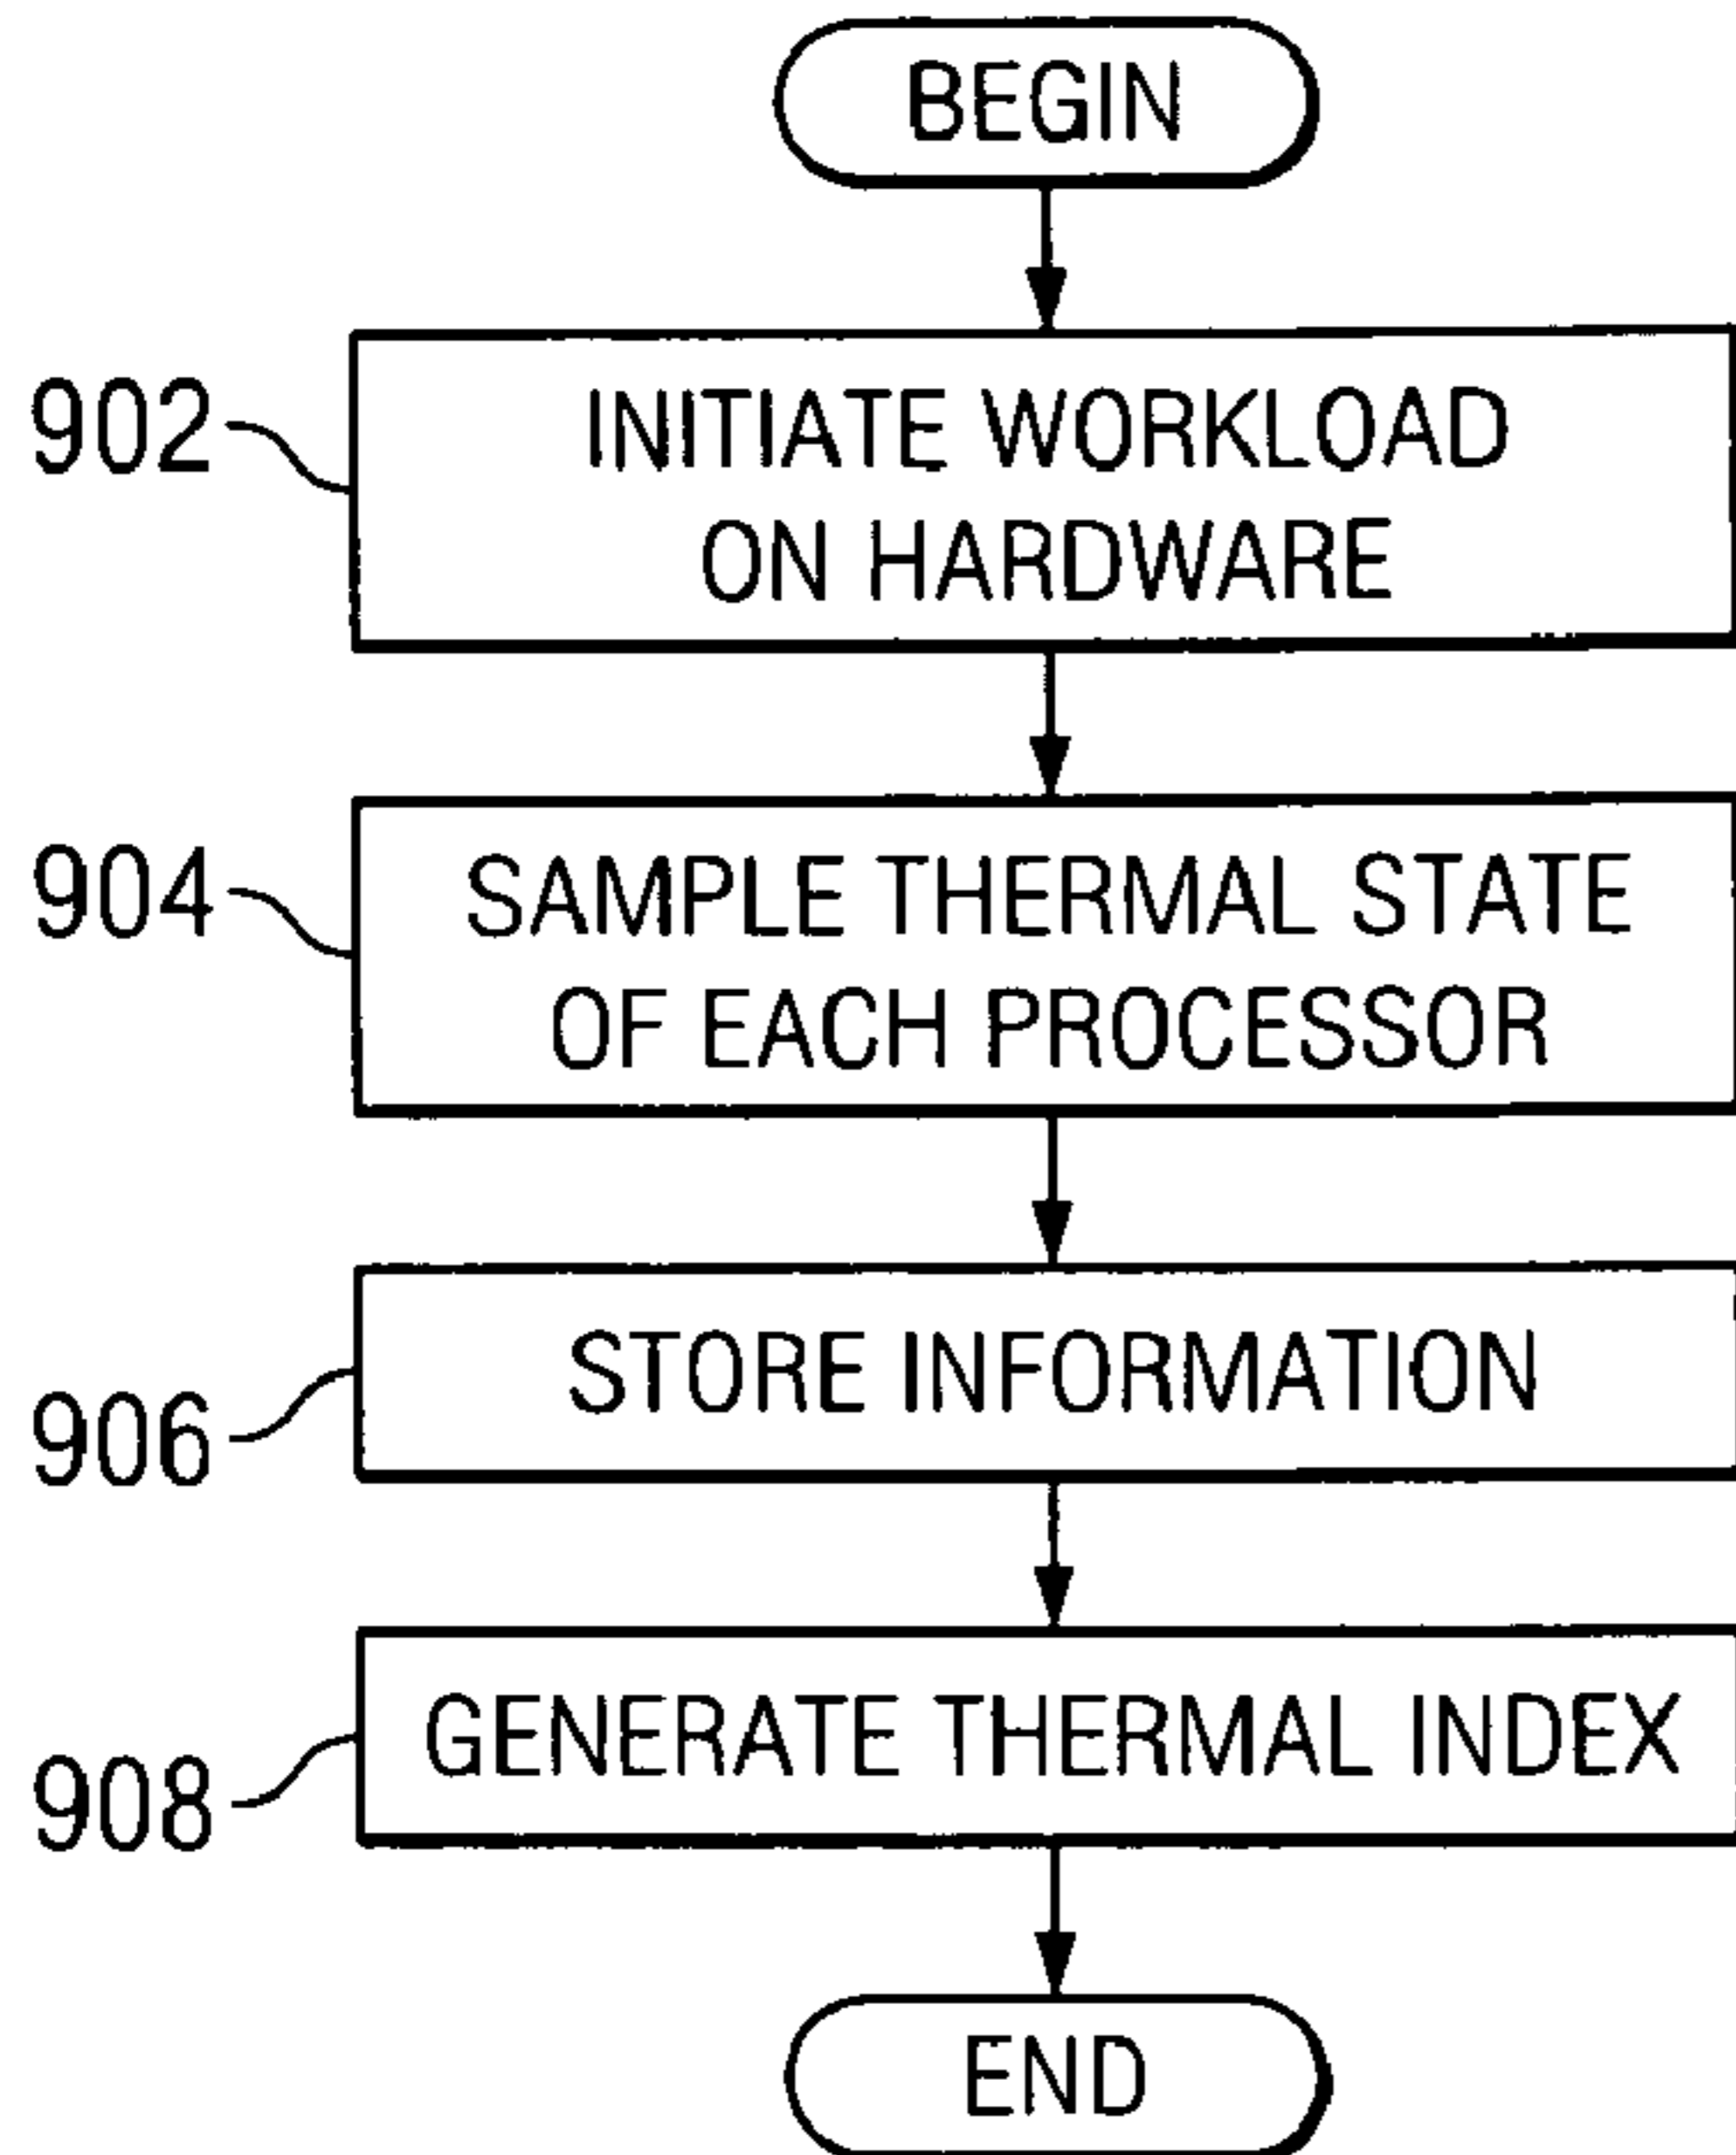 BEGIN
902
INITIATE WORKLOAD
ON HARDWARE
904
SAMPLE THERMAL STATE
OF EACH PROCESSOR
906
STORE INFORMATION
908
GENERATE THERMAL INDEX
END